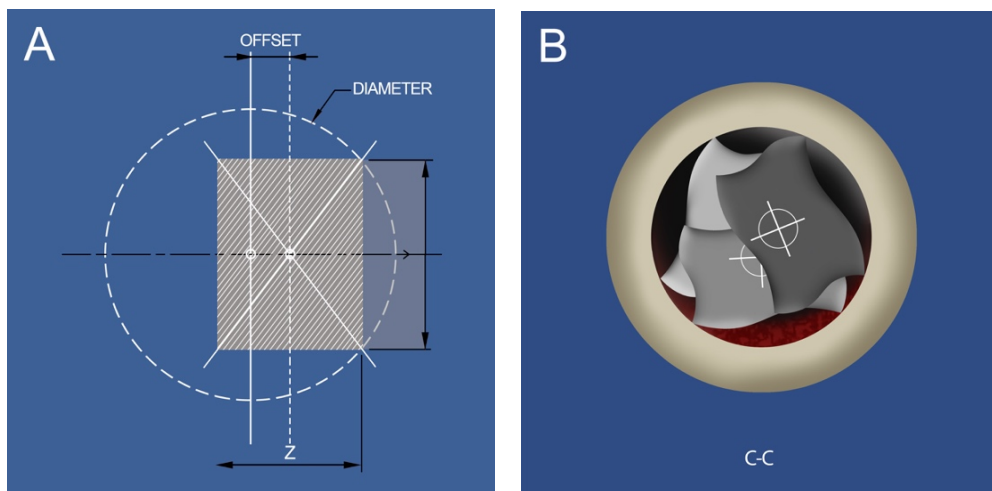 A
OFFSET
DIAMETER
Z
B
C-C